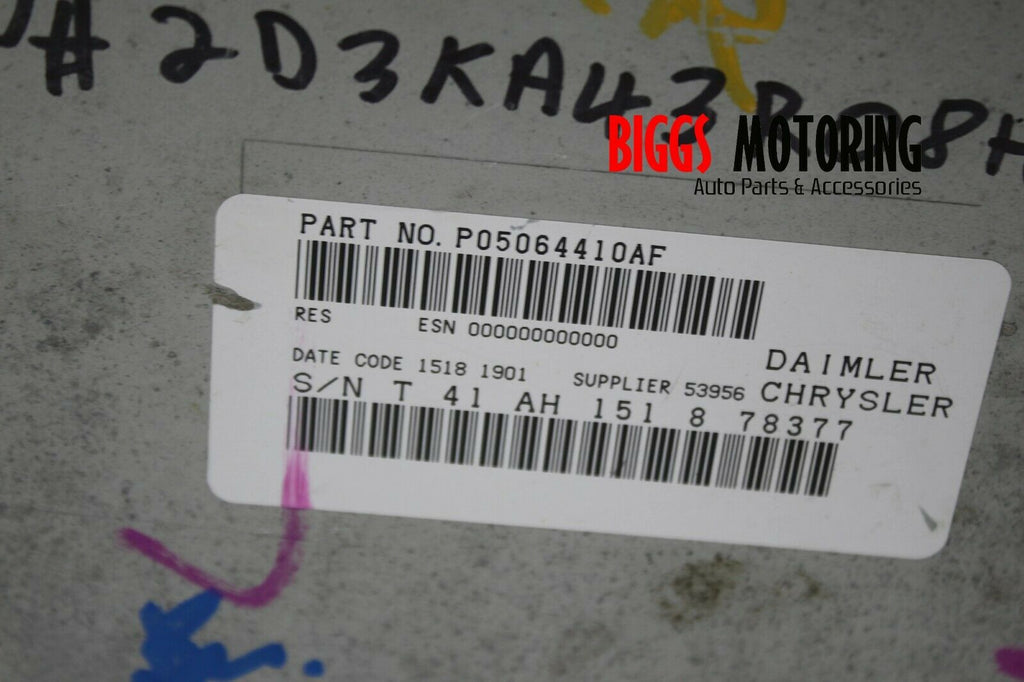 # 2D3KA43R08H
BIGGS MOTORING
Auto Parts & Accessories
PART NO. P05064410AF
RES ESN 000000000000
DATE CODE 1518 1901 SUPPLIER 53956
DAIMLER
CHRYSLER
S/N T 41 AH 151 8 78377